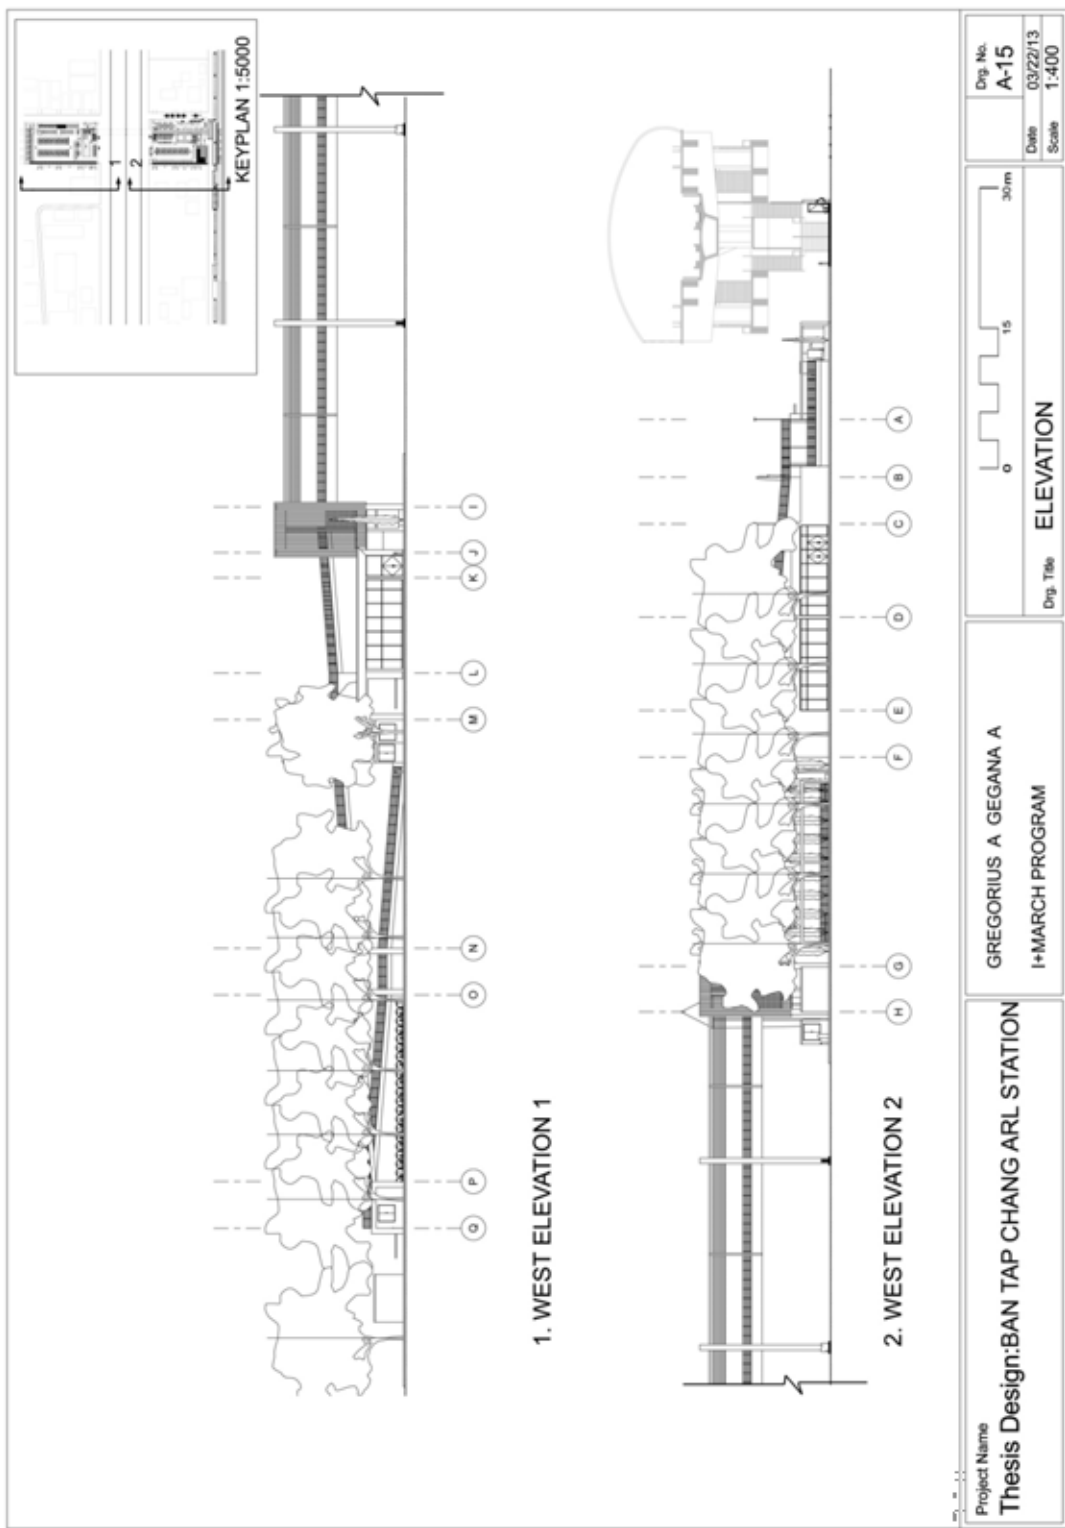 KEYPLAN 1:5000
1
2
Q
P
O
N
M
L
K
J
I
1. WEST ELEVATION 1
H
G
F
E
D
C
B
A
2. WEST ELEVATION 2
Project Name
Thesis Design:BAN TAP CHANG ARL STATION
GREGORIUS A GEGANA A
I+MARCH PROGRAM
0 15 30m
Drg. Title ELEVATION
Drg. No.
A-15
Date 03/22/13
Scale 1:400